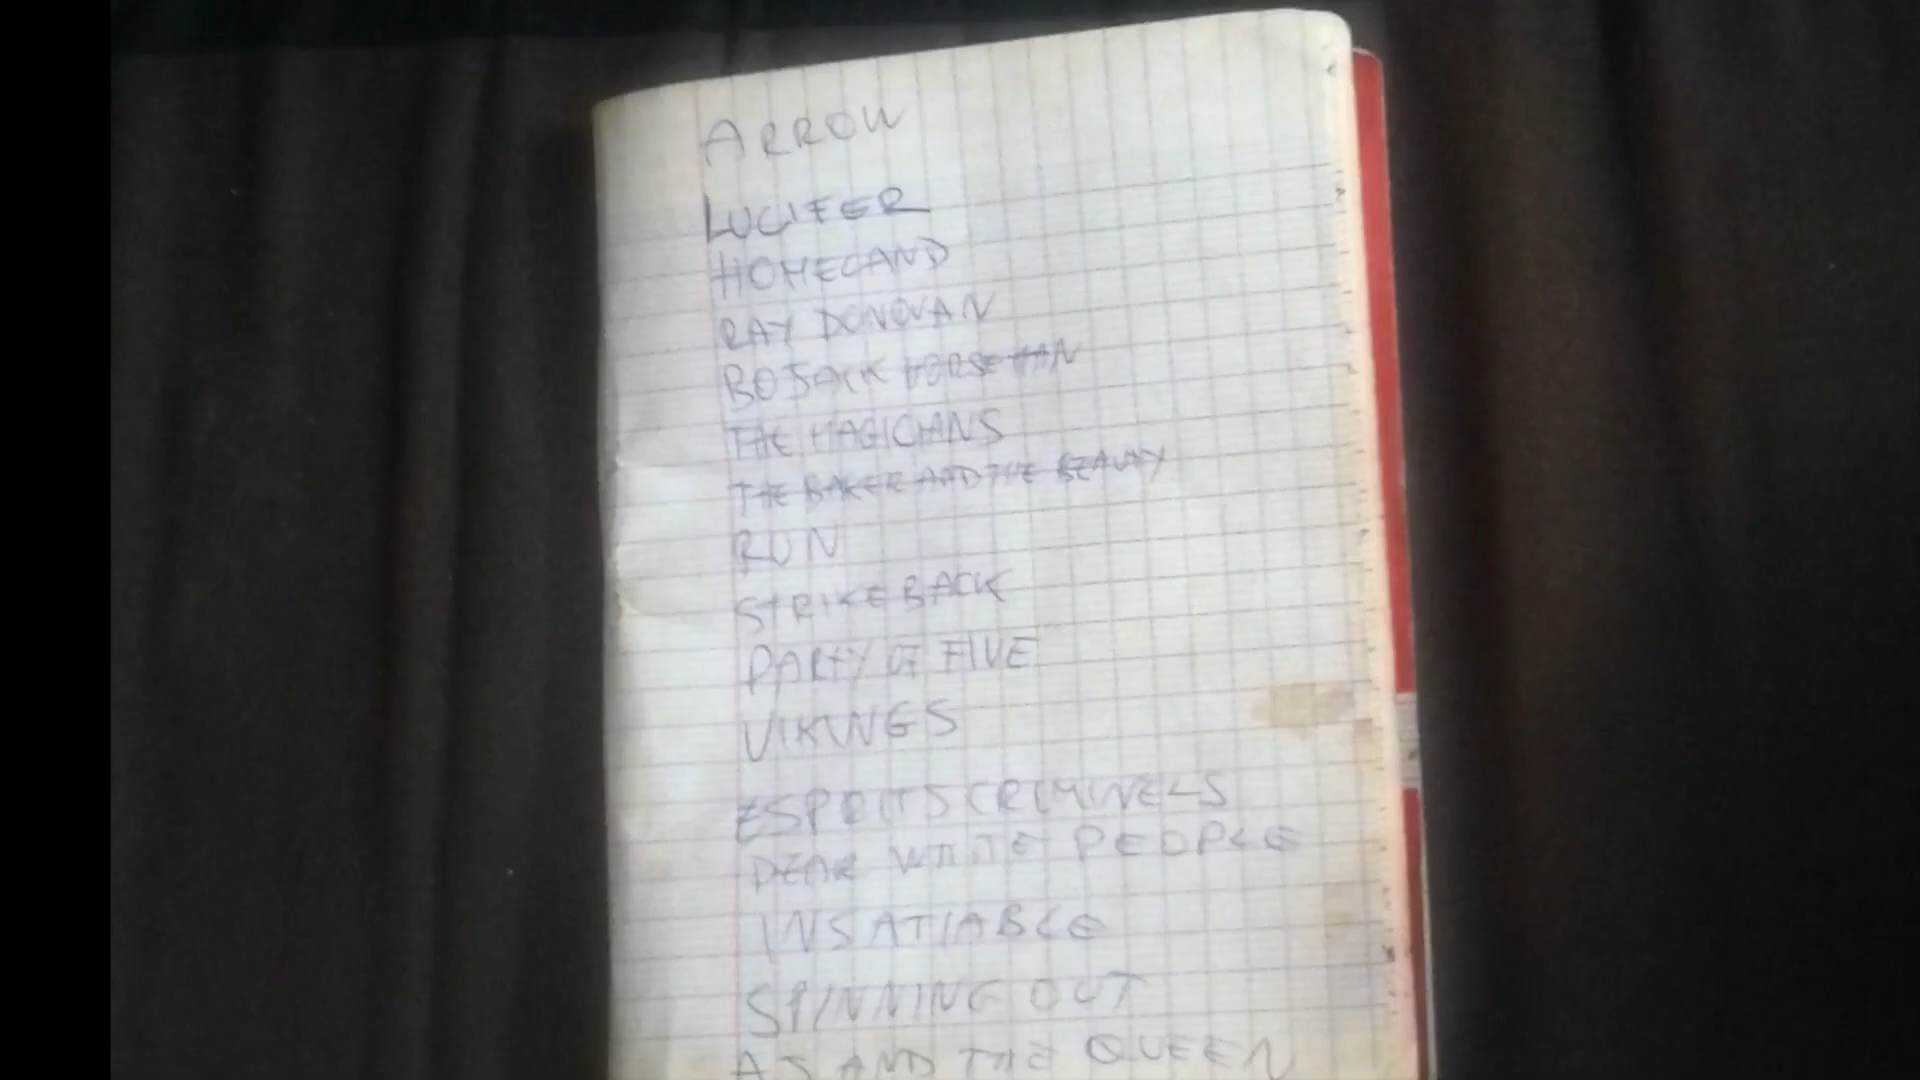 ARROW
LUCIFER
HOMELAND
RAY DONOVAN
BOJACK HORSEMAN
THE MAGICIANS
THE BAKER AND THE BEAUTY
RUN
STRIKE BACK
PARTY OF FIVE
VIKINGS
ESPRITS CRIMINELS
DEAR WHITE PEOPLE
INSATIABLE
SPINNING OUT
AJ AND THE QUEEN